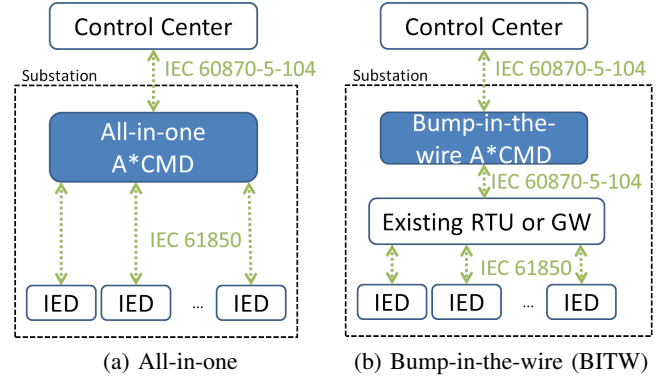 Control Center
IEC 60870-5-104
Substation
All-in-one
A*CMD
IEC 61850
IED IED ... IED
(a) All-in-one
Control Center
IEC 60870-5-104
Substation
Bump-in-the-
wire A*CMD
IEC 60870-5-104
Existing RTU or GW
IEC 61850
IED IED ... IED
(b) Bump-in-the-wire (BITW)